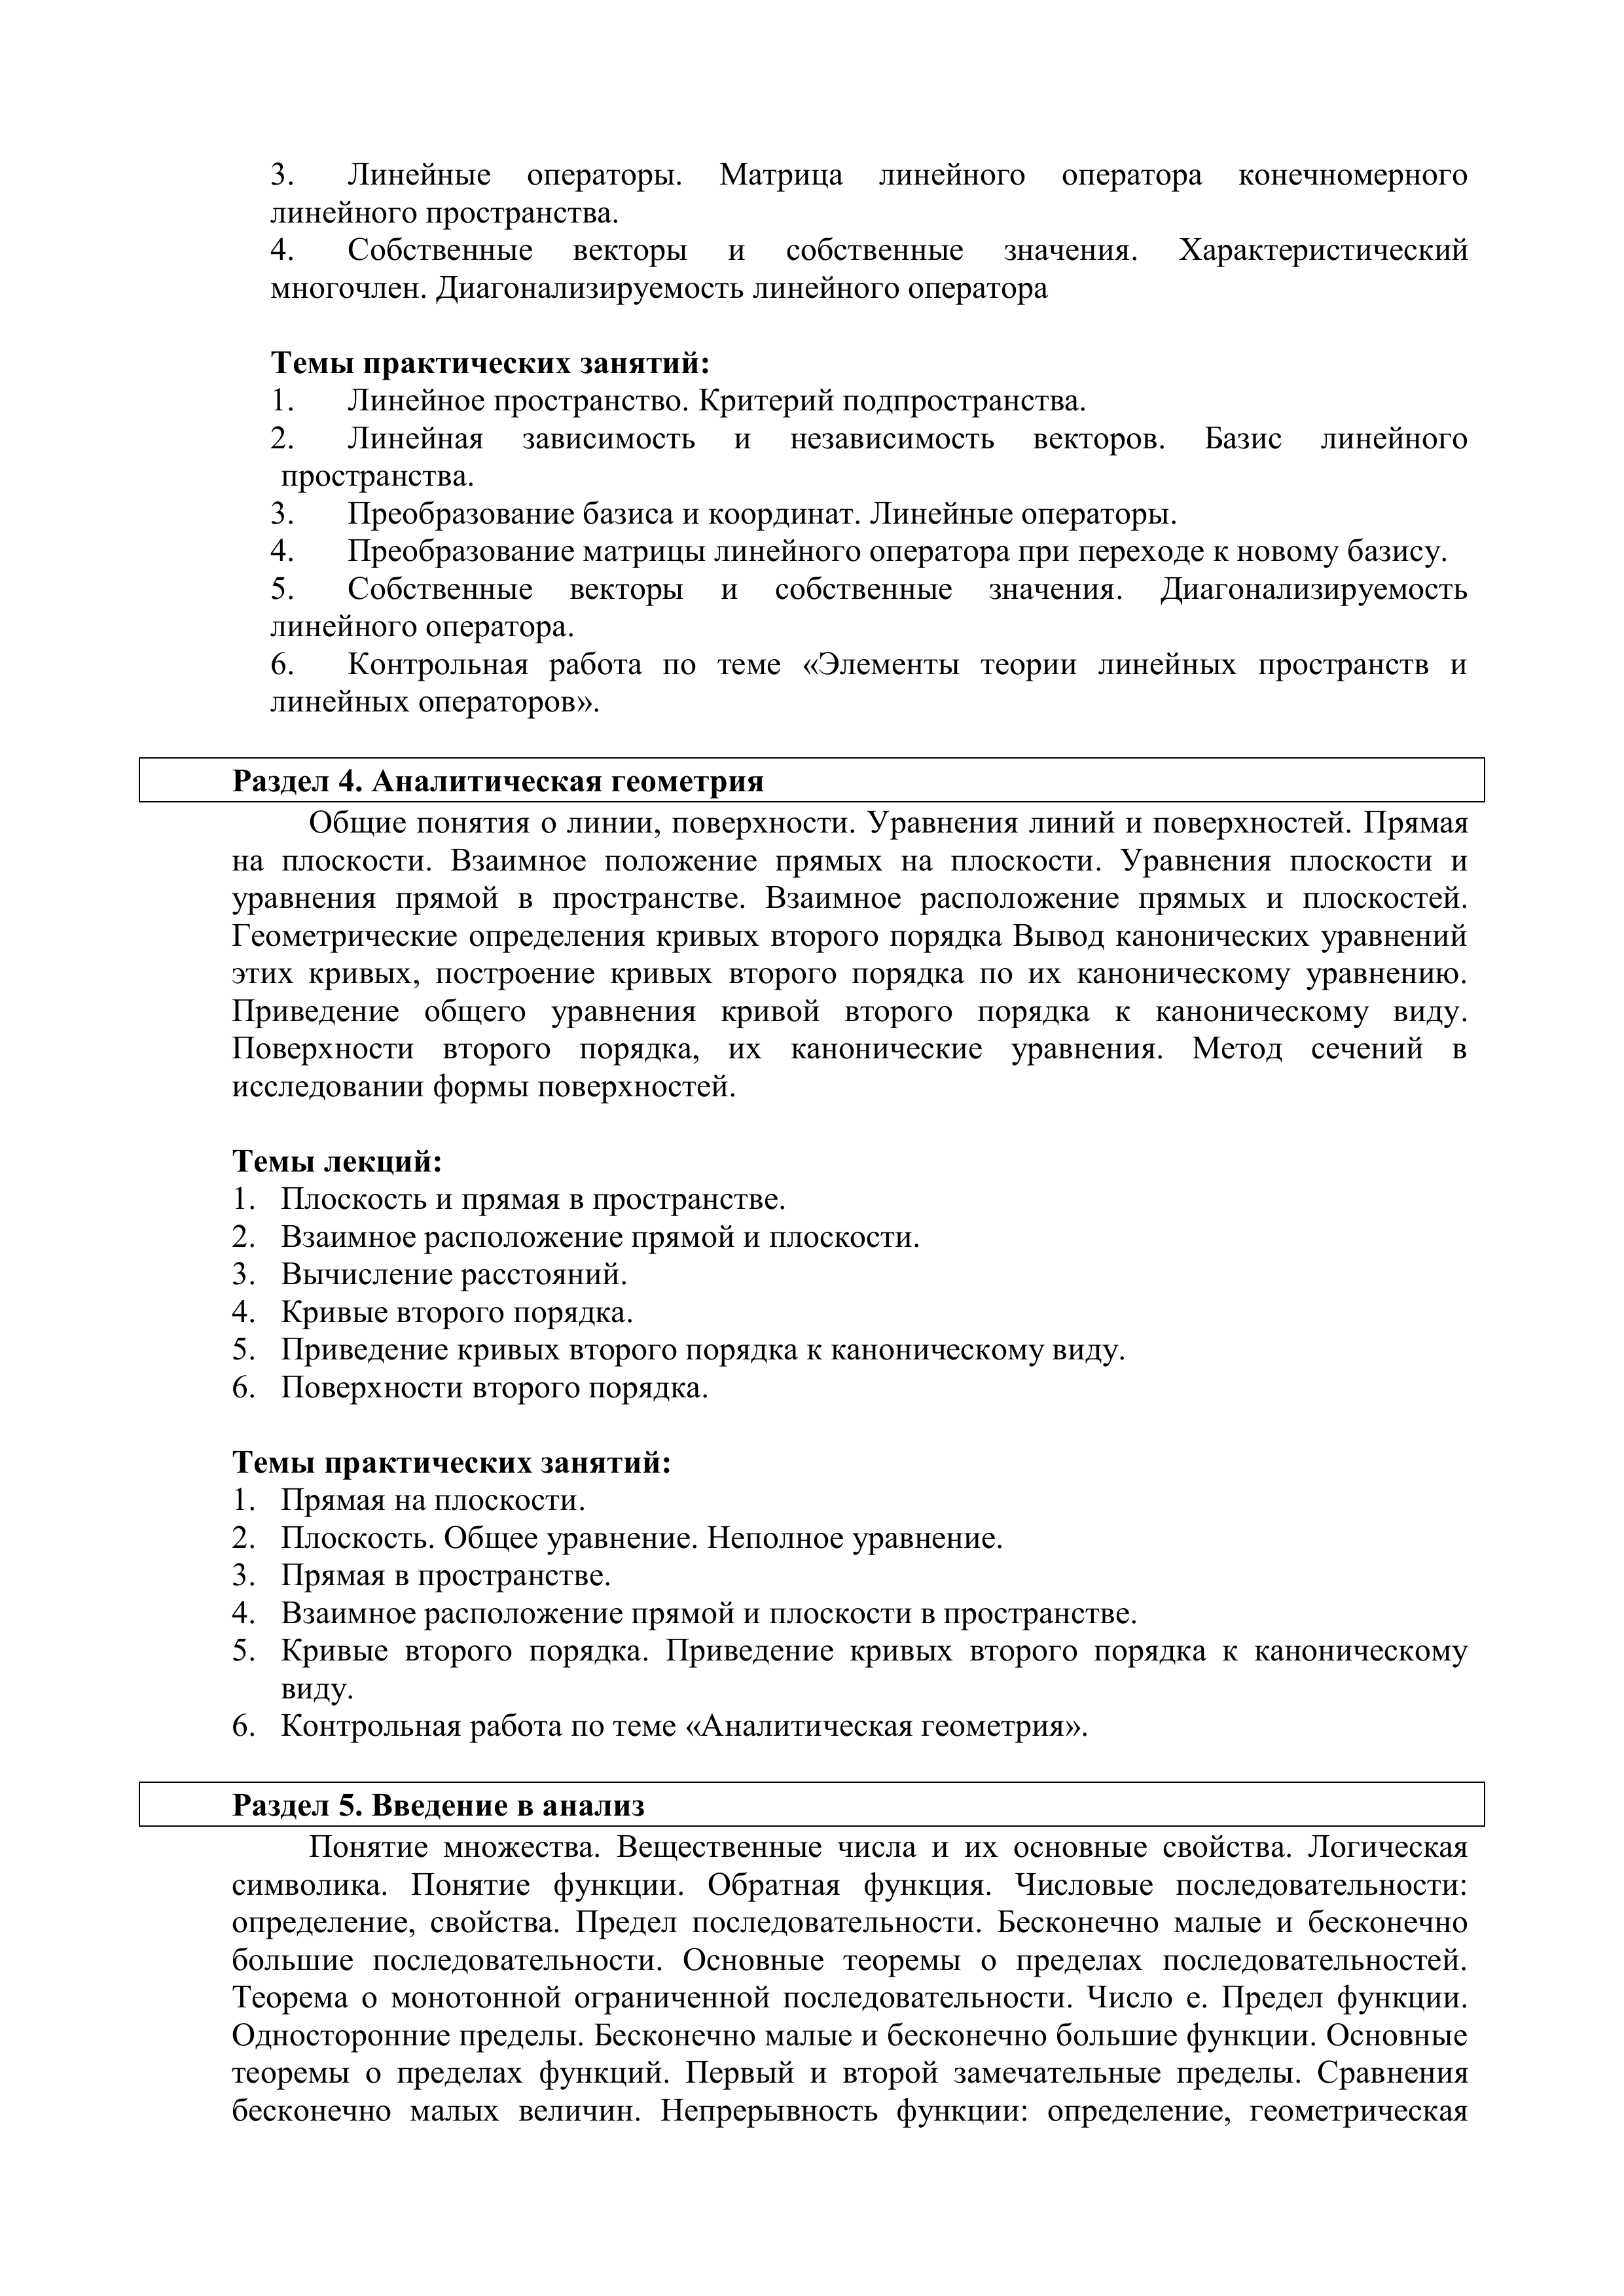 3. Линейные операторы. Матрица линейного оператора конечномерного
линейного пространства.
4. Собственные векторы и собственные значения. Характеристический
многочлен. Диагонализируемость линейного оператора
Темы практических занятий:
1. Линейное пространство. Критерий подпространства.
2. Линейная зависимость и независимость векторов. Базис линейного
пространства.
3. Преобразование базиса и координат. Линейные операторы.
4. Преобразование матрицы линейного оператора при переходе к новому базису.
5. Собственные векторы и собственные значения. Диагонализируемость
линейного оператора.
6. Контрольная работа по теме «Элементы теории линейных пространств и
линейных операторов».
Раздел 4. Аналитическая геометрия
Общие понятия о линии, поверхности. Уравнения линий и поверхностей. Прямая
на плоскости. Взаимное положение прямых на плоскости. Уравнения плоскости и
уравнения прямой в пространстве. Взаимное расположение прямых и плоскостей.
Геометрические определения кривых второго порядка Вывод канонических уравнений
этих кривых, построение кривых второго порядка по их каноническому уравнению.
Приведение общего уравнения кривой второго порядка к каноническому виду.
Поверхности второго порядка, их канонические уравнения. Метод сечений в
исследовании формы поверхностей.
Темы лекций:
1. Плоскость и прямая в пространстве.
2. Взаимное расположение прямой и плоскости.
3. Вычисление расстояний.
4. Кривые второго порядка.
5. Приведение кривых второго порядка к каноническому виду.
6. Поверхности второго порядка.
Темы практических занятий:
1. Прямая на плоскости.
2. Плоскость. Общее уравнение. Неполное уравнение.
3. Прямая в пространстве.
4. Взаимное расположение прямой и плоскости в пространстве.
5. Кривые второго порядка. Приведение кривых второго порядка к каноническому
виду.
6. Контрольная работа по теме «Аналитическая геометрия».
Раздел 5. Введение в анализ
Понятие множества. Вещественные числа и их основные свойства. Логическая
символика. Понятие функции. Обратная функция. Числовые последовательности:
определение, свойства. Предел последовательности. Бесконечно малые и бесконечно
большие последовательности. Основные теоремы о пределах последовательностей.
Теорема о монотонной ограниченной последовательности. Число е. Предел функции.
Односторонние пределы. Бесконечно малые и бесконечно большие функции. Основные
теоремы о пределах функций. Первый и второй замечательные пределы. Сравнения
бесконечно малых величин. Непрерывность функции: определение, геометрическая